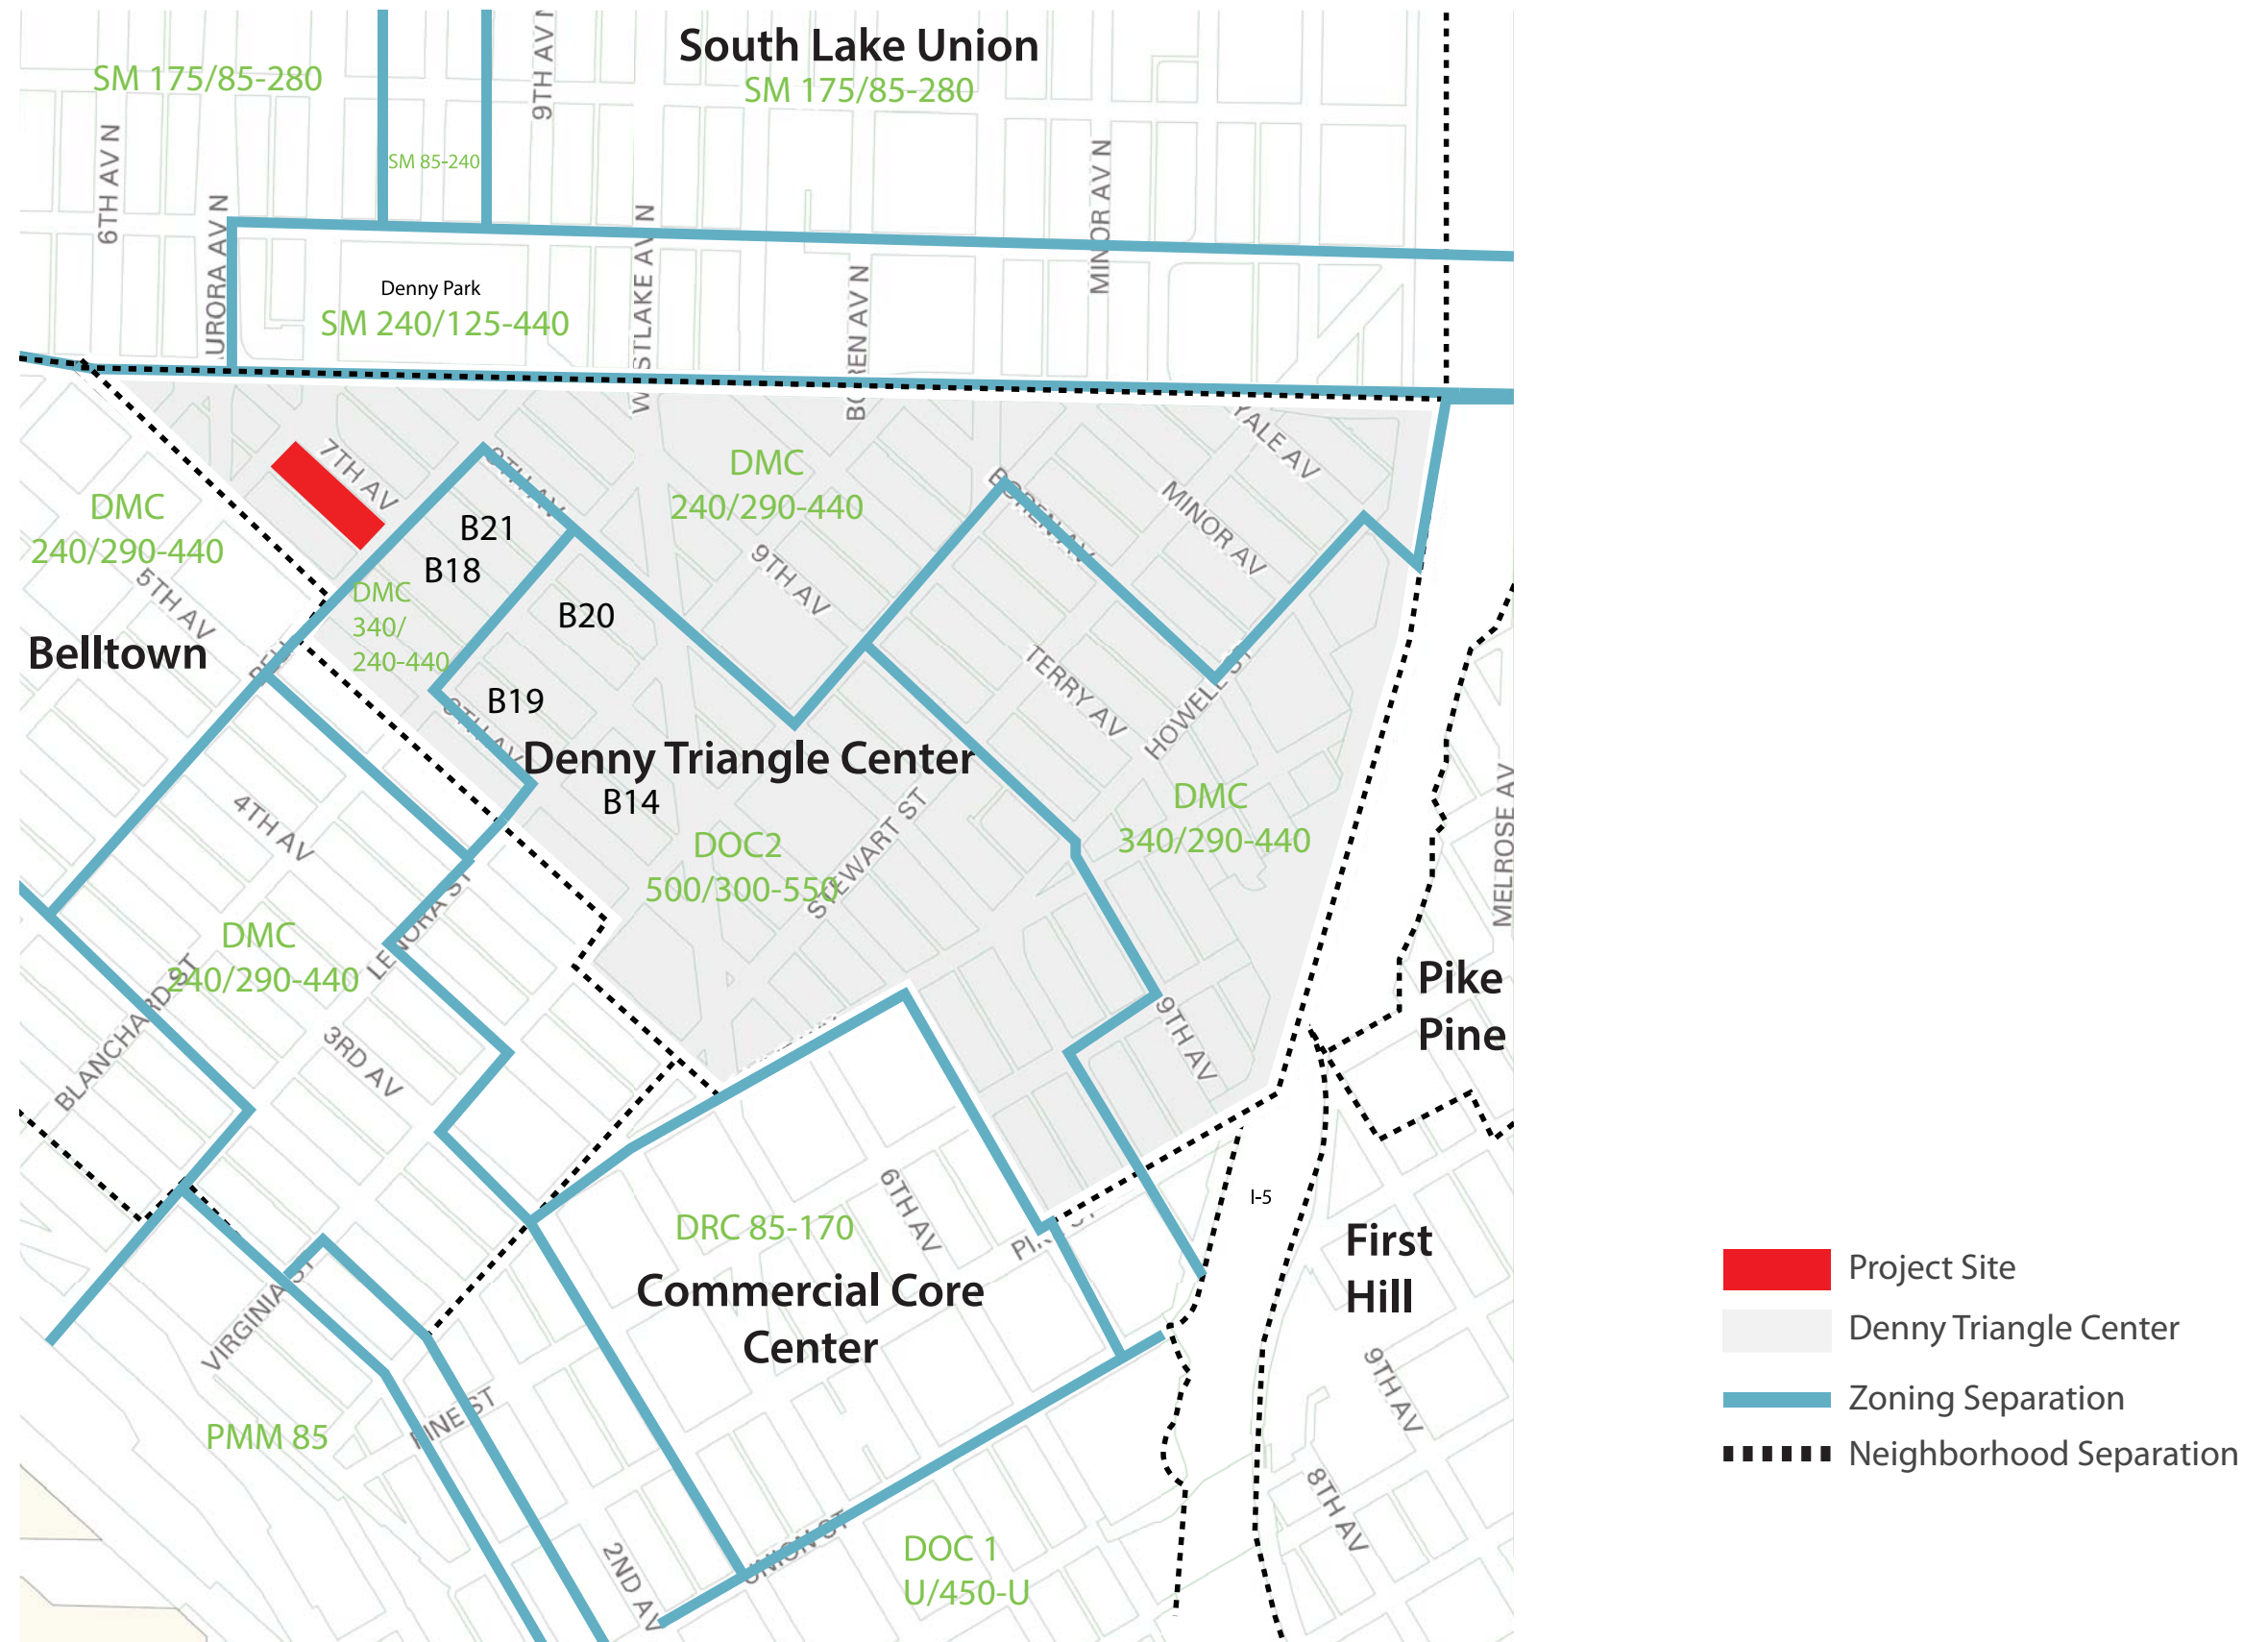 South Lake Union
SM 175/85-280
SM 175/85-280
9TH AV N
6TH AV N
SM 85-240
MINOR AV N
URORA AV N
Denny Park
SM 240/125-440
YALE AV
7TH AV
DMC
240/290-440
DMC
240/290-440
BOREN AV
MINOR AV
B21
B18
9TH AV
5TH AV
DMC
340/
240-440
B20
Belltown
B19
TERRY AV
HOWELL ST
Denny Triangle Center
B14
4TH AV
DMC
340/290-440
DOC2
500/300-550
STEWART ST
MELROSE AV
LENORA ST
DMC
240/290-440
BLANCHARD ST
3RD AV
9TH AV
Pike
Pine
6TH AV
I-5
DRC 85-170
First
Hill
Commercial Core
Center
VIRGINIA ST
PINE ST
PMM 85
9TH AV
8TH AV
UNION ST
2ND AV
DOC 1
U/450-U
Project Site
Denny Triangle Center
Zoning Separation
Neighborhood Separation